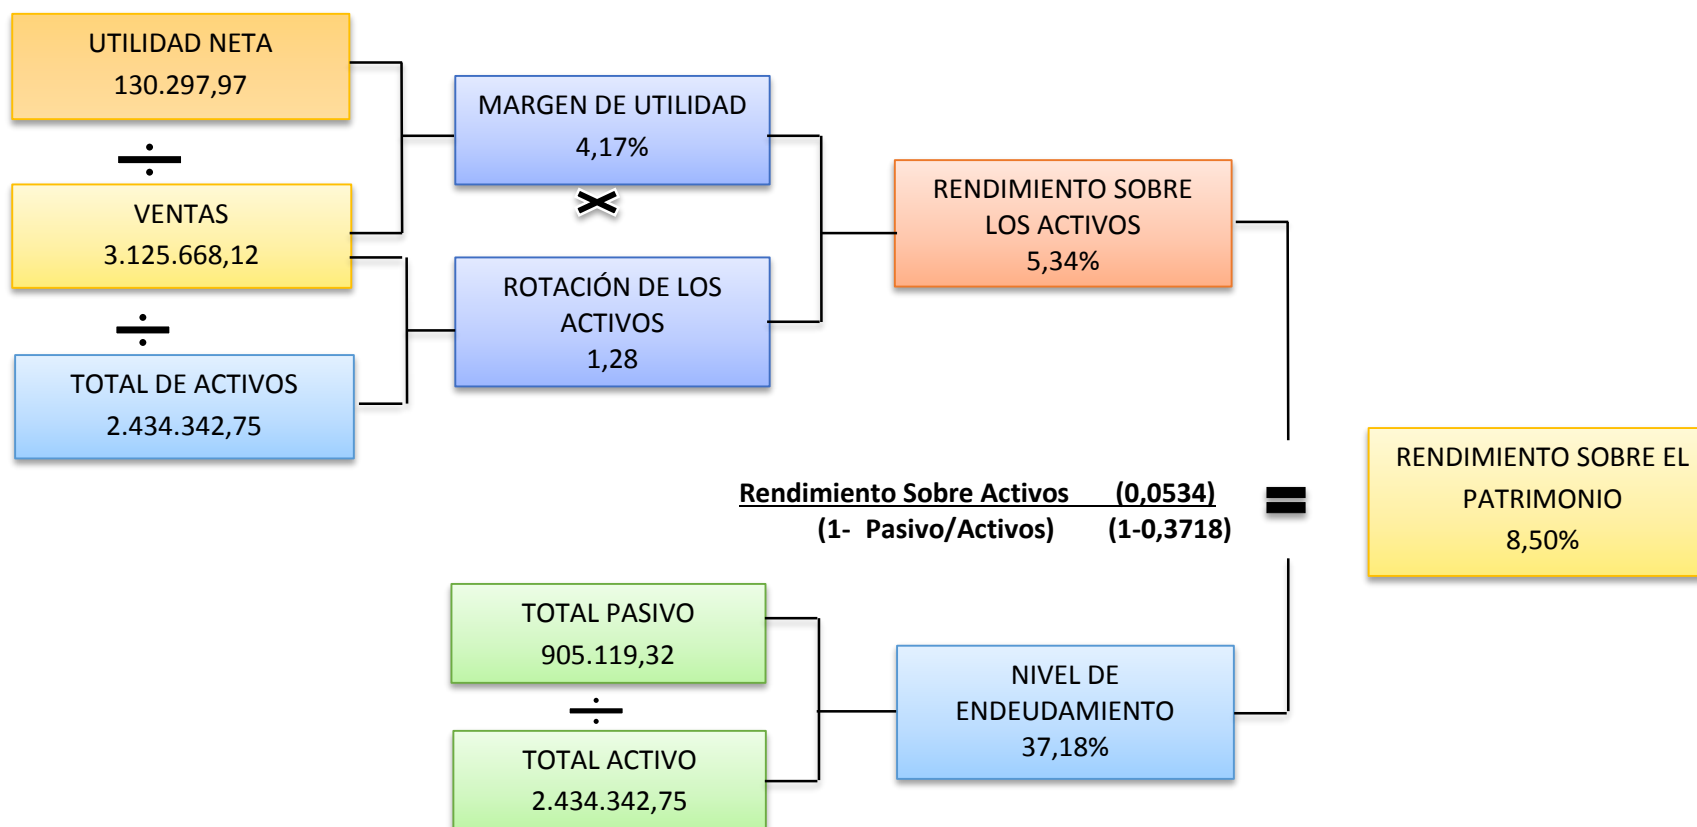 UTILIDAD NETA
130.297,97
÷
VENTAS
3.125.668,12
÷
TOTAL DE ACTIVOS
2.434.342,75
MARGEN DE UTILIDAD
4,17%
×
ROTACIÓN DE LOS
ACTIVOS
1,28
RENDIMIENTO SOBRE
LOS ACTIVOS
5,34%
Rendimiento Sobre Activos (0,0534)
(1- Pasivo/Activos) (1-0,3718)
=
RENDIMIENTO SOBRE EL
PATRIMONIO
8,50%
TOTAL PASIVO
905.119,32
÷
TOTAL ACTIVO
2.434.342,75
NIVEL DE
ENDEUDAMIENTO
37,18%